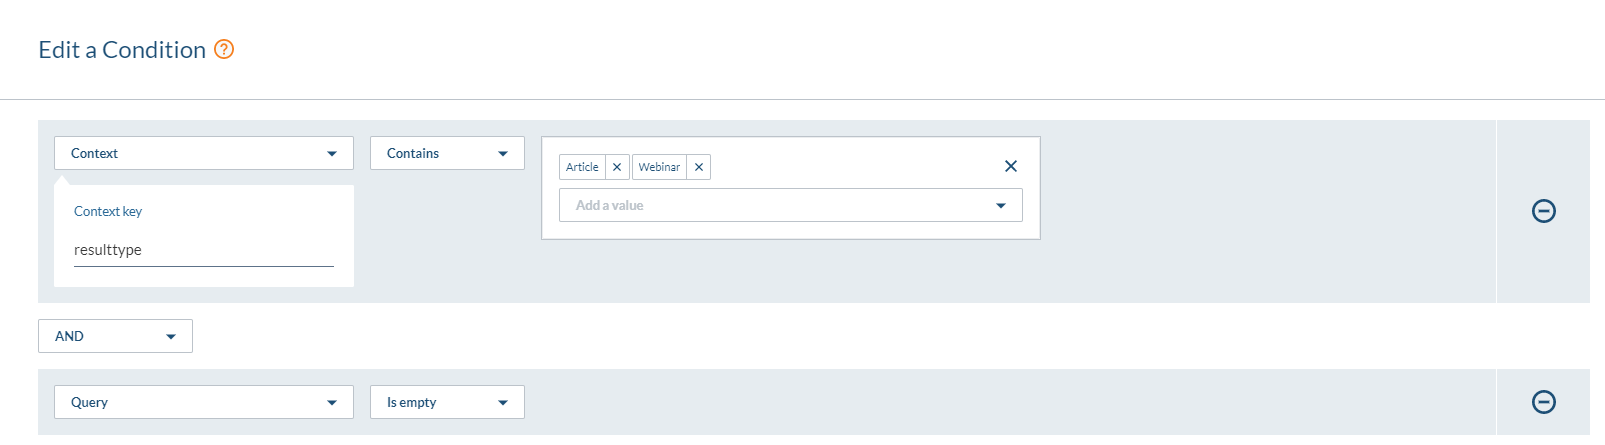 Edit a Condition ?
Context
Contains
Article
Webinar
Add a value
Context key
resulttype
AND
Query
Is empty